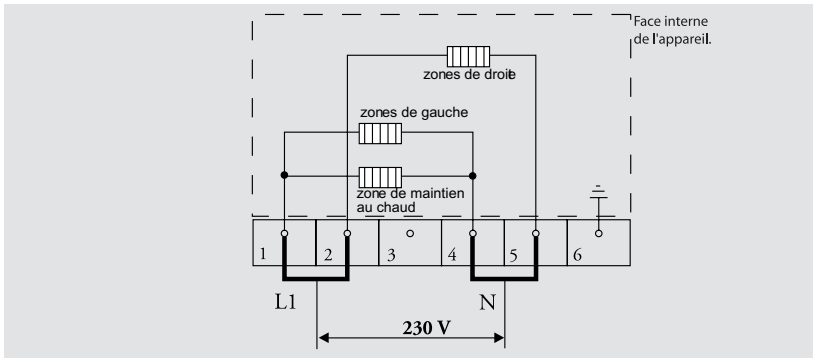 Face interne
de l'appareil.
zones de droite
zones de gauche
zone de maintien
au chaud
1 2 3 4 5 6
L1 N
230 V